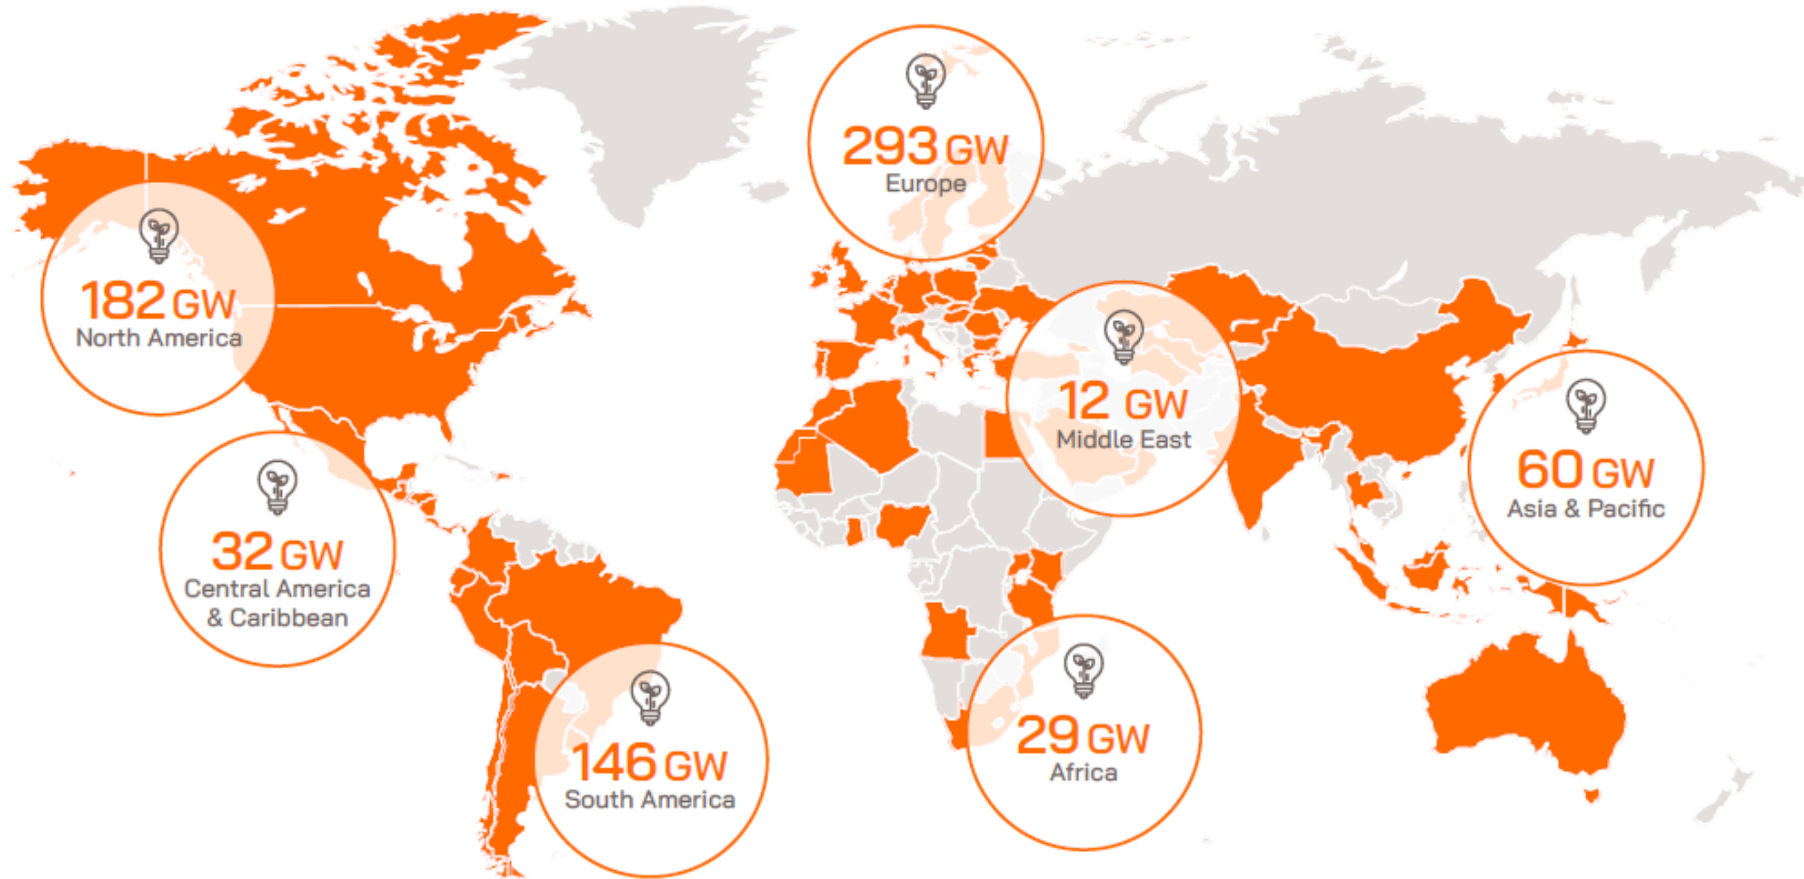 293 GW
Europe
182 GW
North America
12 GW
Middle East
60 GW
Asia & Pacific
32 GW
Central America
& Caribbean
146 GW
South America
29 GW
Africa